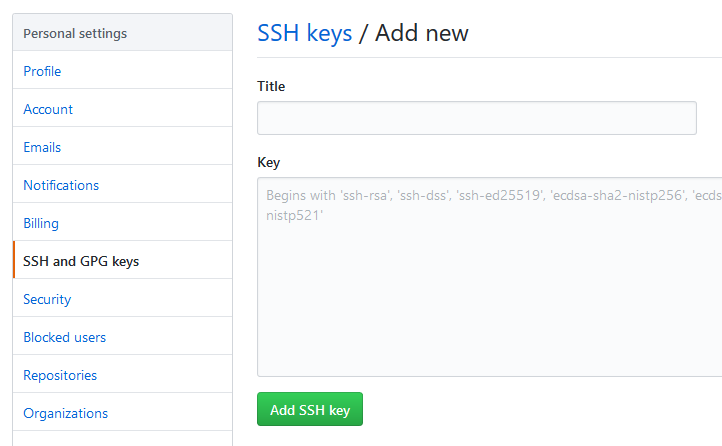 Personal settings
Profile
Account
Emails
Notifications
Billing
SSH and GPG keys
Security
Blocked users
Repositories
Organizations
SSH keys / Add new
Title
Key
Begins with 'ssh-rsa', 'ssh-dss', 'ssh-ed25519', 'ecdsa-sha2-nistp256', 'ecds
nistp521'
Add SSH key